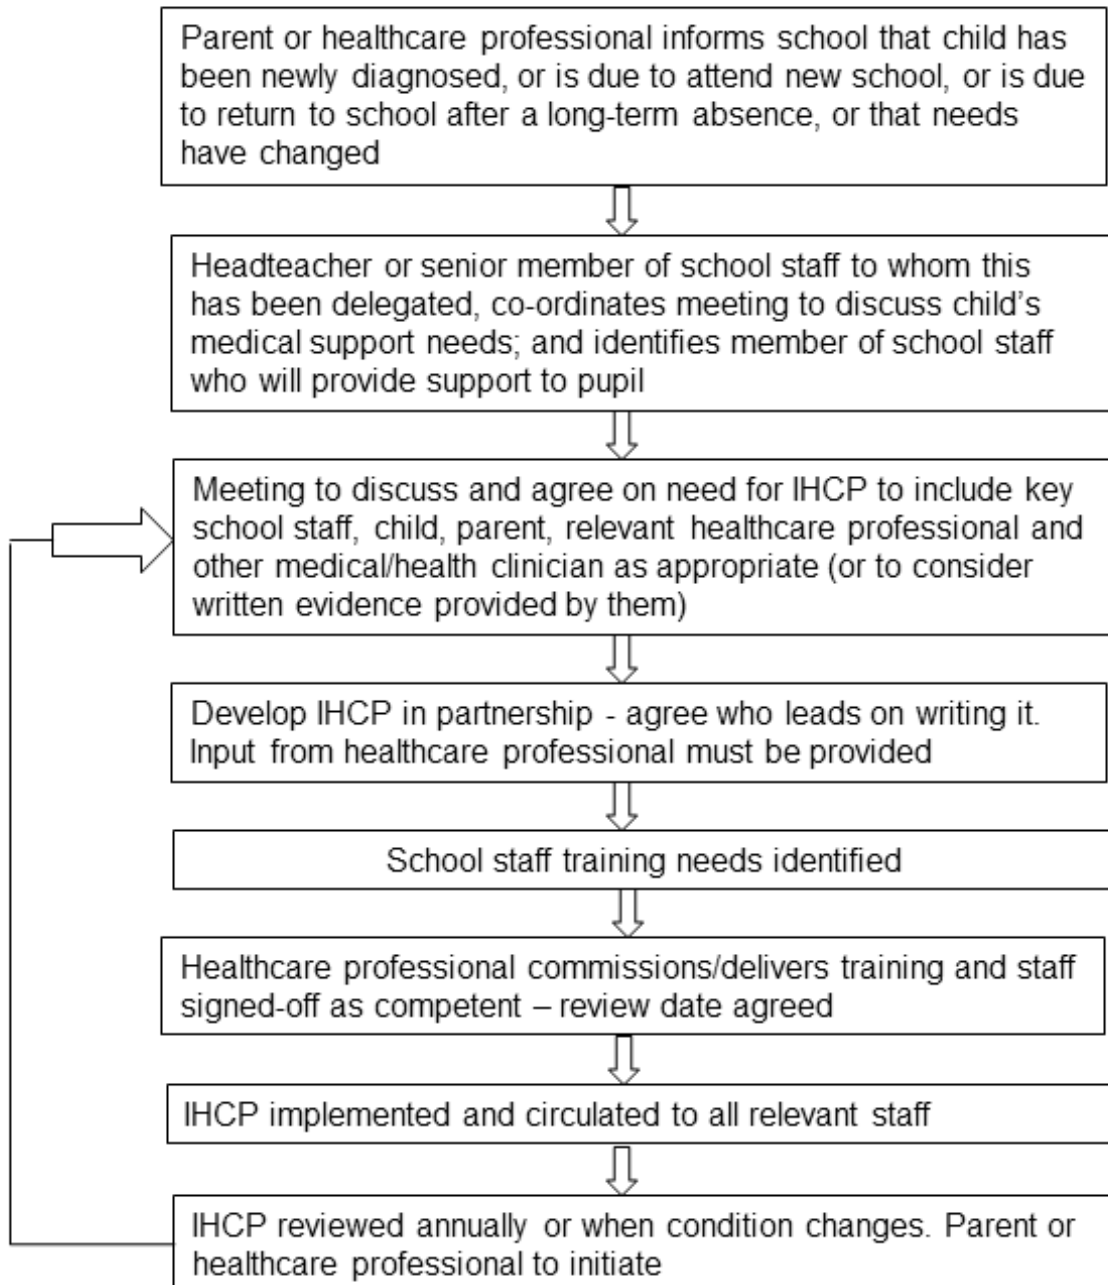 Parent or healthcare professional informs school that child has
been newly diagnosed, or is due to attend new school, or is due
to return to school after a long-term absence, or that needs
have changed
Headteacher or senior member of school staff to whom this
has been delegated, co-ordinates meeting to discuss child's
medical support needs; and identifies member of school staff
who will provide support to pupil
Meeting to discuss and agree on need for IHCP to include key
school staff, child, parent, relevant healthcare professional and
other medical/health clinician as appropriate (or to consider
written evidence provided by them)
Develop IHCP in partnership - agree who leads on writing it.
Input from healthcare professional must be provided
School staff training needs identified
Healthcare professional commissions/delivers training and staff
signed-off as competent – review date agreed
IHCP implemented and circulated to all relevant staff
IHCP reviewed annually or when condition changes. Parent or
healthcare professional to initiate